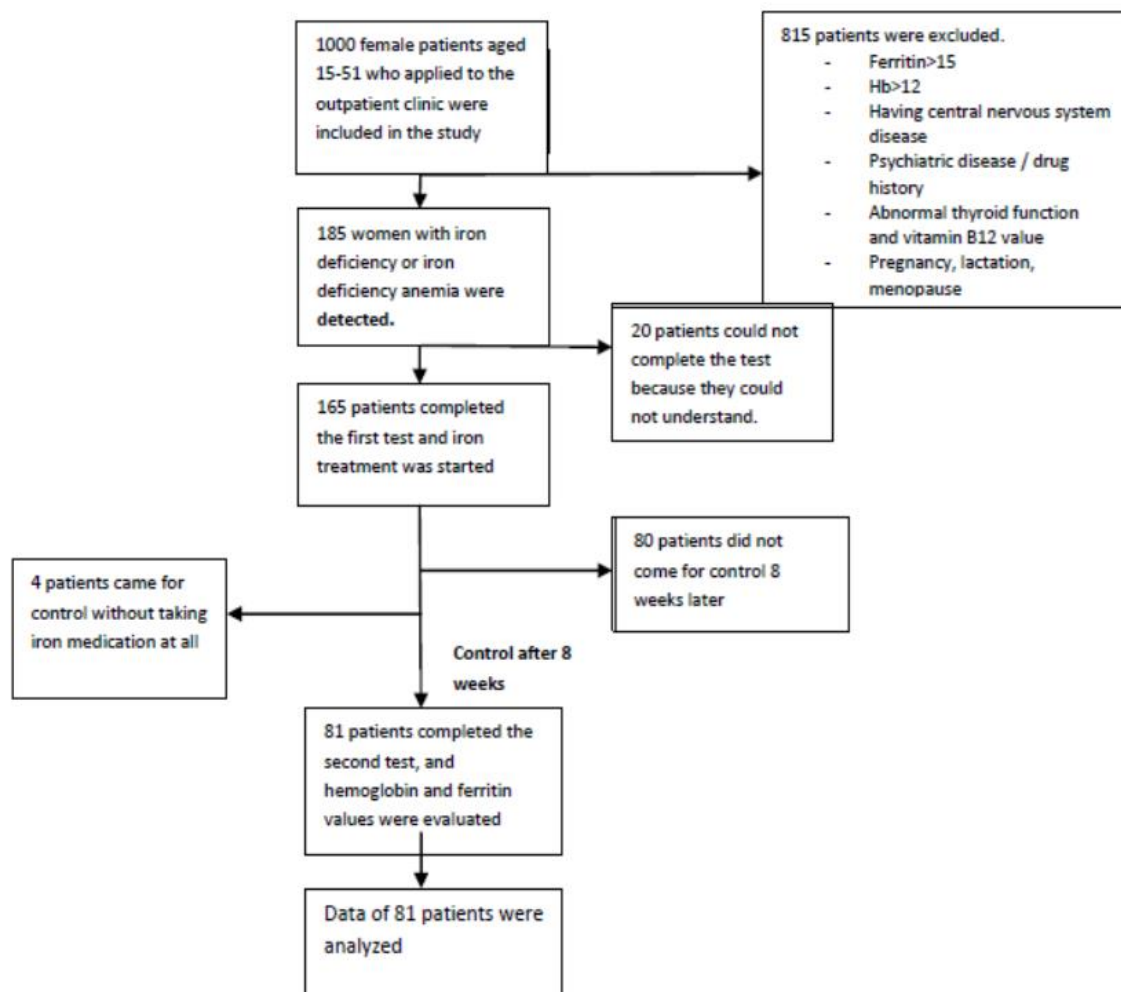 1000 female patients aged
15-51 who applied to the
outpatient clinic were
included in the study
815 patients were excluded.
- Ferritin>15
- Hb>12
- Having central nervous system
disease
- Psychiatric disease / drug
history
- Abnormal thyroid function
and vitamin B12 value
- Pregnancy, lactation,
menopause
185 women with iron
deficiency or iron
deficiency anemia were
detected.
20 patients could not
complete the test
because they could
not understand.
165 patients completed
the first test and iron
treatment was started
80 patients did not
come for control 8
weeks later
4 patients came for
control without taking
iron medication at all
Control after 8
weeks
81 patients completed the
second test, and
hemoglobin and ferritin
values were evaluated
Data of 81 patients were
analyzed